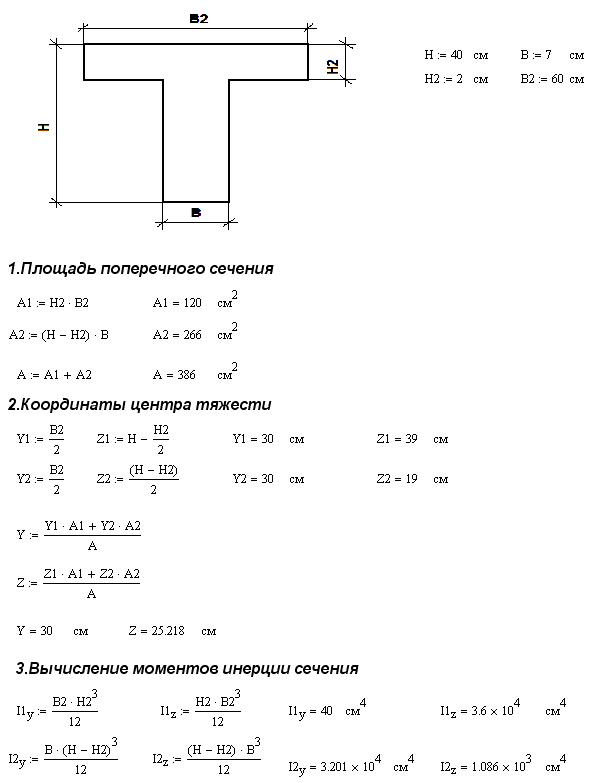 B2
H := 40 см B := 7 см
H2 := 2 см B2 := 60 см
H2
H
B
1.Площадь поперечного сечения
A1 := H2 · B2 A1 = 120 см²
A2 := (H − H2) · B A2 = 266 см²
A := A1 + A2 A = 386 см²
2.Координаты центра тяжести
Y1 := B2/2 Z1 := H − H2/2 Y1 = 30 см Z1 = 39 см
Y2 := B2/2 Z2 := (H − H2)/2 Y2 = 30 см Z2 = 19 см
Y := (Y1 · A1 + Y2 · A2)/A
Z := (Z1 · A1 + Z2 · A2)/A
Y = 30 см Z = 25.218 см
3.Вычисление моментов инерции сечения
I1y := B2 · H2³/12 I1z := H2 · B2³/12 I1y = 40 см⁴ I1z = 3.6 × 10⁴ см⁴
I2y := B · (H − H2)³/12 I2z := (H − H2) · B³/12 I2y = 3.201 × 10⁴ см⁴ I2z = 1.086 × 10³ см⁴